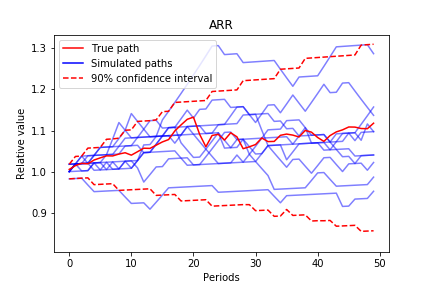 ARR
True path
Simulated paths
90% confidence interval
Relative value
1.3
1.2
1.1
1.0
0.9
0
10
20
30
40
50
Periods